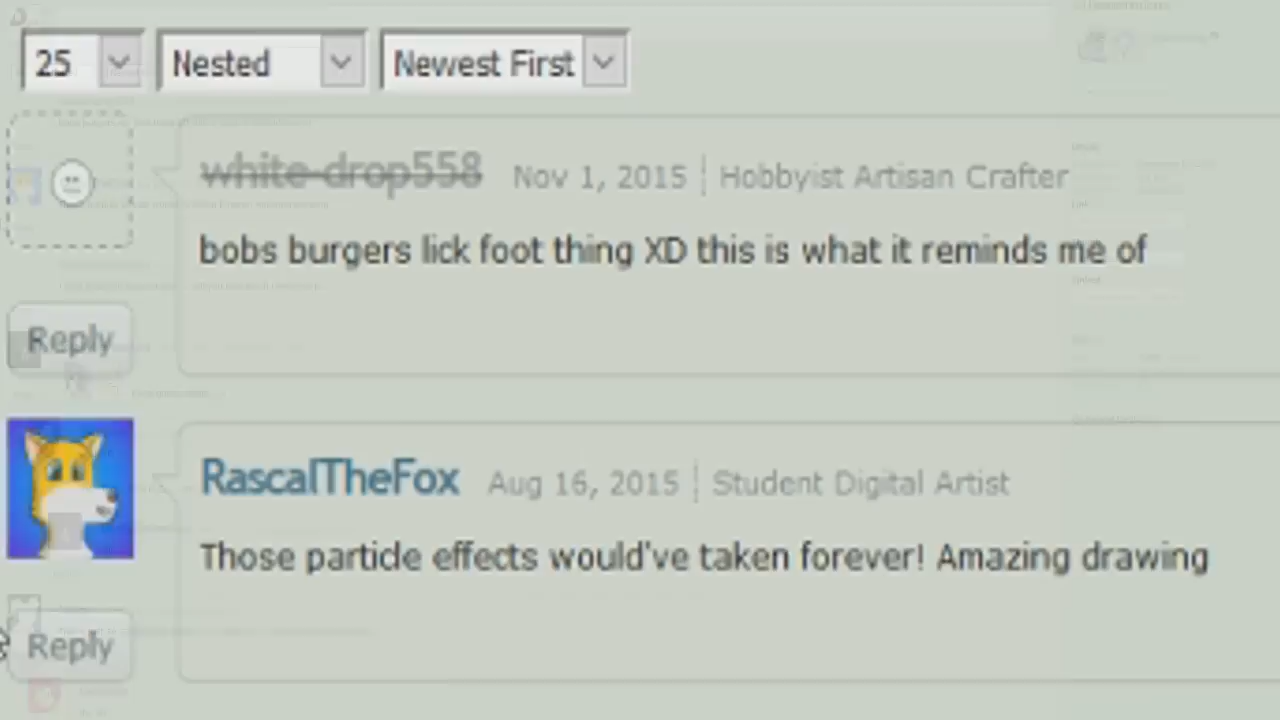 25 Nested Newest First
white-drop558 Nov 1, 2015 Hobbyist Artisan Crafter
bobs burgers lick foot thing XD this is what it reminds me of
Reply
RascalTheFox Aug 16, 2015 Student Digital Artist
Those particle effects would've taken forever! Amazing drawing
Reply